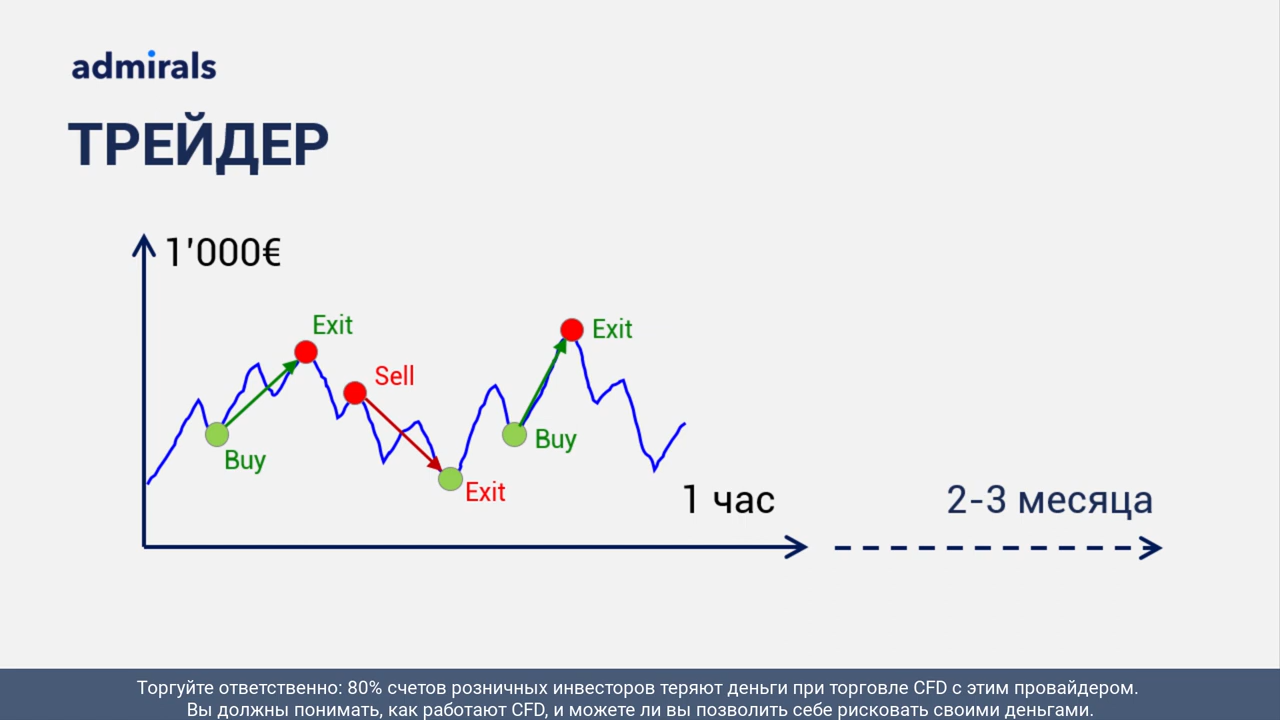 admirals
ТРЕЙДЕР
1'000€
Exit
Exit
Sell
Buy
Buy
Exit
1 час
2-3 месяца
Торгуйте ответственно: 80% счетов розничных инвесторов теряют деньги при торговле CFD с этим провайдером.
Вы должны понимать, как работают CFD, и можете ли вы позволить себе рисковать своими деньгами.